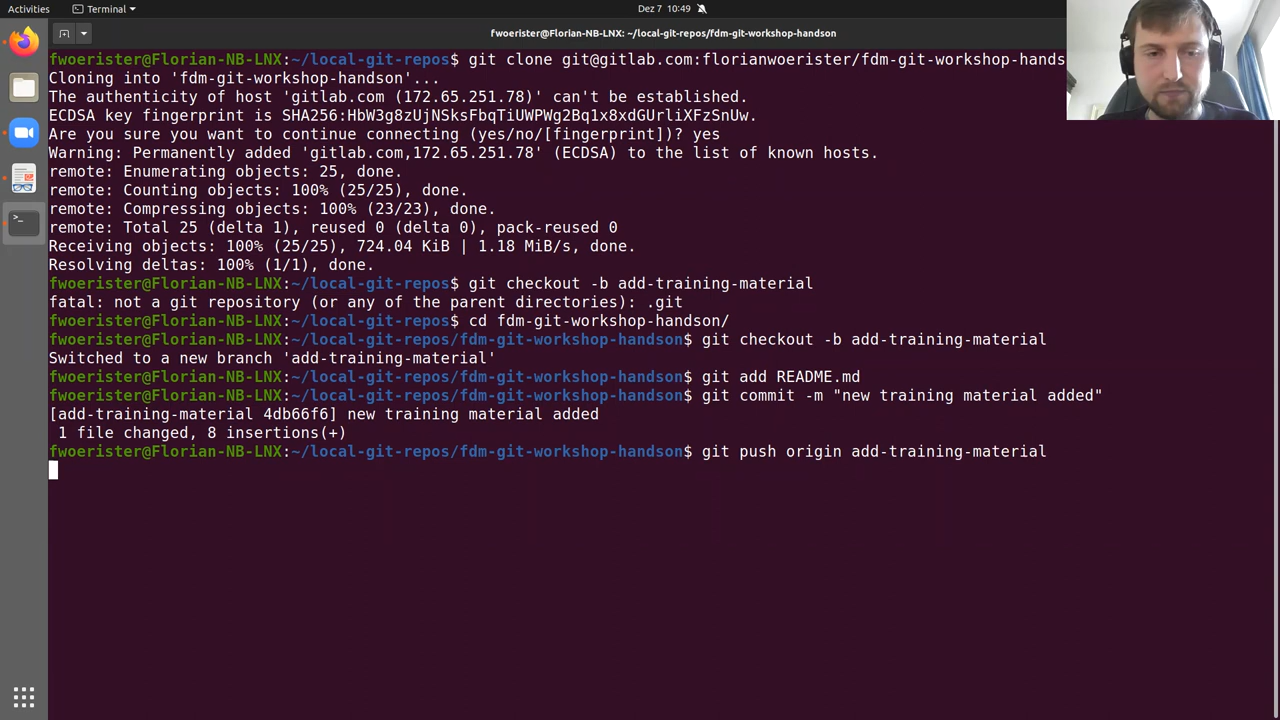 Activities
Terminal
Dez 7 10:49
fwoerister@Florian-NB-LNX: ~/local-git-repos/fdm-git-workshop-handson
fwoerister@Florian-NB-LNX:~/local-git-repos$ git clone git@gitlab.com:florianwoerister/fdm-git-workshop-hands
Cloning into 'fdm-git-workshop-handson'...
The authenticity of host 'gitlab.com (172.65.251.78)' can't be established.
ECDSA key fingerprint is SHA256:HbW3g8zUjNSksFbqTiUWPWg2Bq1x8xdGUrliXFzSnUw.
Are you sure you want to continue connecting (yes/no/[fingerprint])? yes
Warning: Permanently added 'gitlab.com,172.65.251.78' (ECDSA) to the list of known hosts.
remote: Enumerating objects: 25, done.
remote: Counting objects: 100% (25/25), done.
remote: Compressing objects: 100% (23/23), done.
remote: Total 25 (delta 1), reused 0 (delta 0), pack-reused 0
Receiving objects: 100% (25/25), 724.04 KiB | 1.18 MiB/s, done.
Resolving deltas: 100% (1/1), done.
fwoerister@Florian-NB-LNX:~/local-git-repos$ git checkout -b add-training-material
fatal: not a git repository (or any of the parent directories): .git
fwoerister@Florian-NB-LNX:~/local-git-repos$ cd fdm-git-workshop-handson/
fwoerister@Florian-NB-LNX:~/local-git-repos/fdm-git-workshop-handson$ git checkout -b add-training-material
Switched to a new branch 'add-training-material'
fwoerister@Florian-NB-LNX:~/local-git-repos/fdm-git-workshop-handson$ git add README.md
fwoerister@Florian-NB-LNX:~/local-git-repos/fdm-git-workshop-handson$ git commit -m "new training material added"
[add-training-material 4db66f6] new training material added
1 file changed, 8 insertions(+)
fwoerister@Florian-NB-LNX:~/local-git-repos/fdm-git-workshop-handson$ git push origin add-training-material